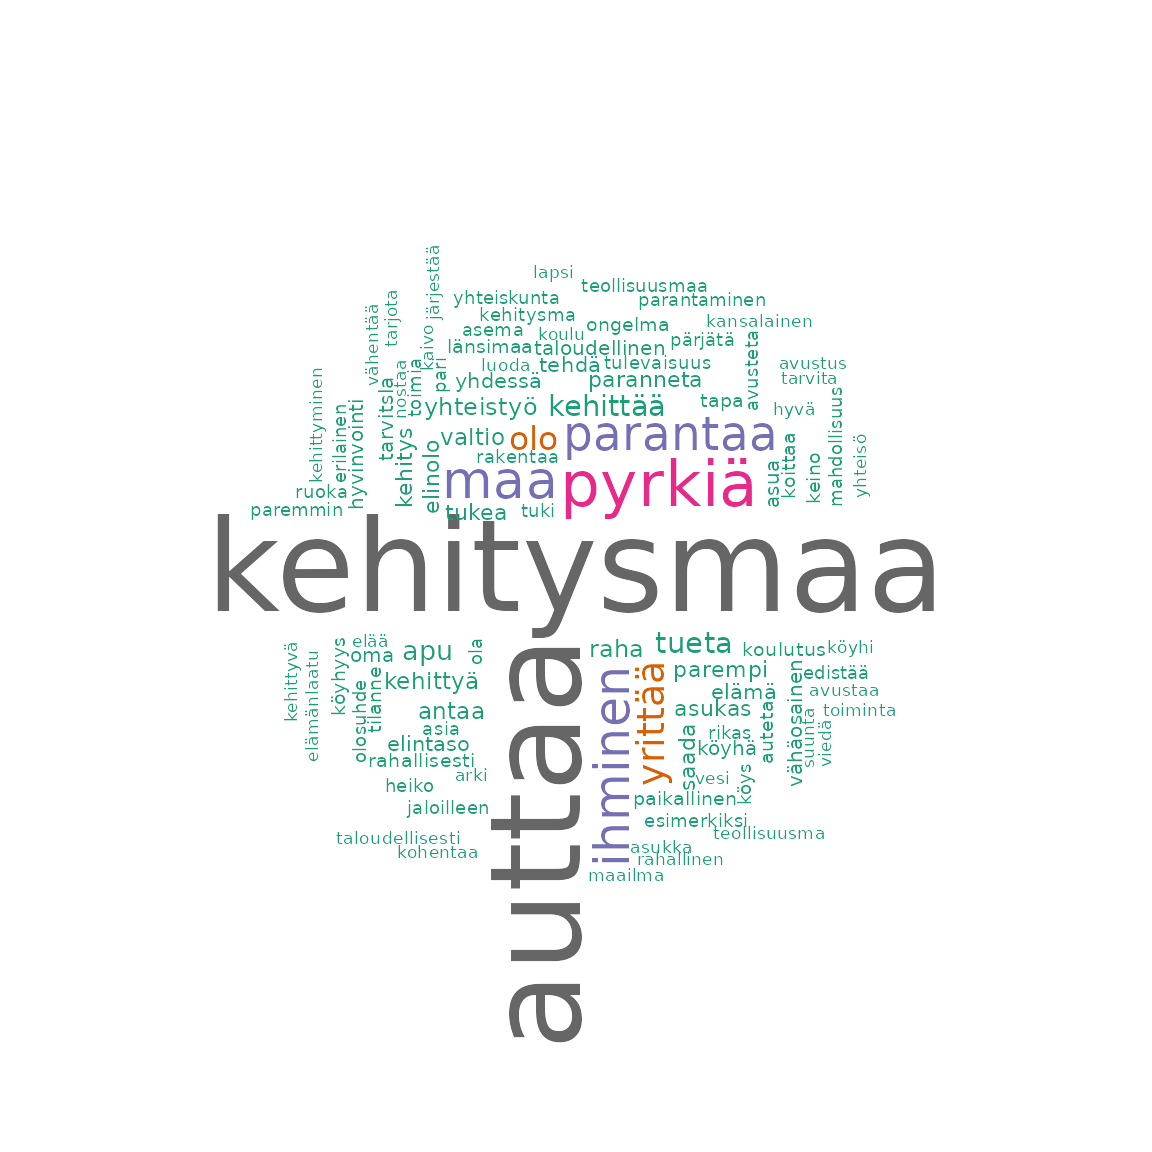 lapsi
järjestää
teollisuusmaa
tarjota
yhteiskunta
parantaminen
vähentää
kehitysma
kansalainen
kaivo
asema
koulu
ongelma
pärjätä
länsimaa
taloudellinen
avusteta
pari
luoda
tehdä
tulevaisuus
avustus
nostaa
toimia
yhdessä
paranneta
tarvita
kehittyminen
tarvitsla
yhteistyö
kehittää
tapa
hyvä
erilainen
hyvinvointi
valtio
olo
parantaa
mahdollisuus
koittaa
yhteisö
kehitys
elinolo
rakentaa
maa
pyrkiä
asua
keino
ruoka
paremmin
tukea
tuki
kehitysmaa
kehittyvä
elämänlaatu
köyhyys
elää
oma
apu
ola
raha
tueta
koulutus
köyhi
olosuhde
tilanne
kehittyä
auttaa
ihminen
yrittää
parempi
edistää
elämä
vähäosainen
avustaa
antaa
asukas
autetaa
suunta
toiminta
asia
viedä
elintaso
saada
rikas
köyhä
rahallisesti
arki
vesi
köys
heiko
paikallinen
jaloilleen
esimerkiksi
teollisuusma
taloudellisesti
kohentaa
asukka
rahallinen
maailma